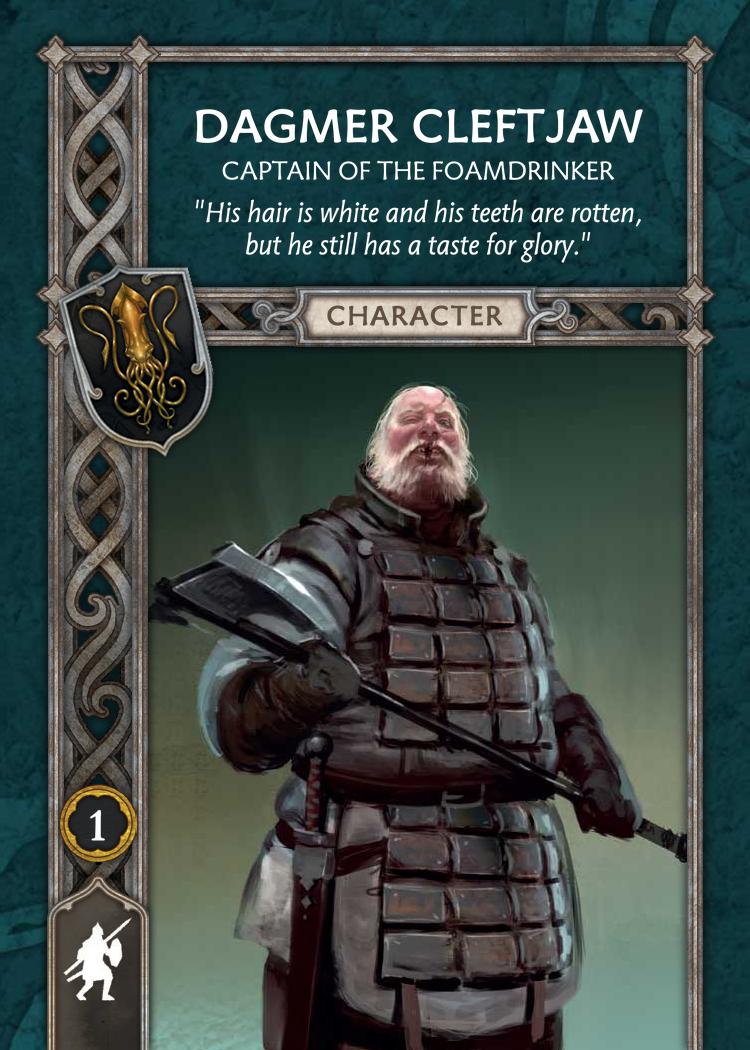 DAGMER CLEFTJAW
CAPTAIN OF THE FOAMDRINKER
"His hair is white and his teeth are rotten,
but he still has a taste for glory."
CHARACTER
1